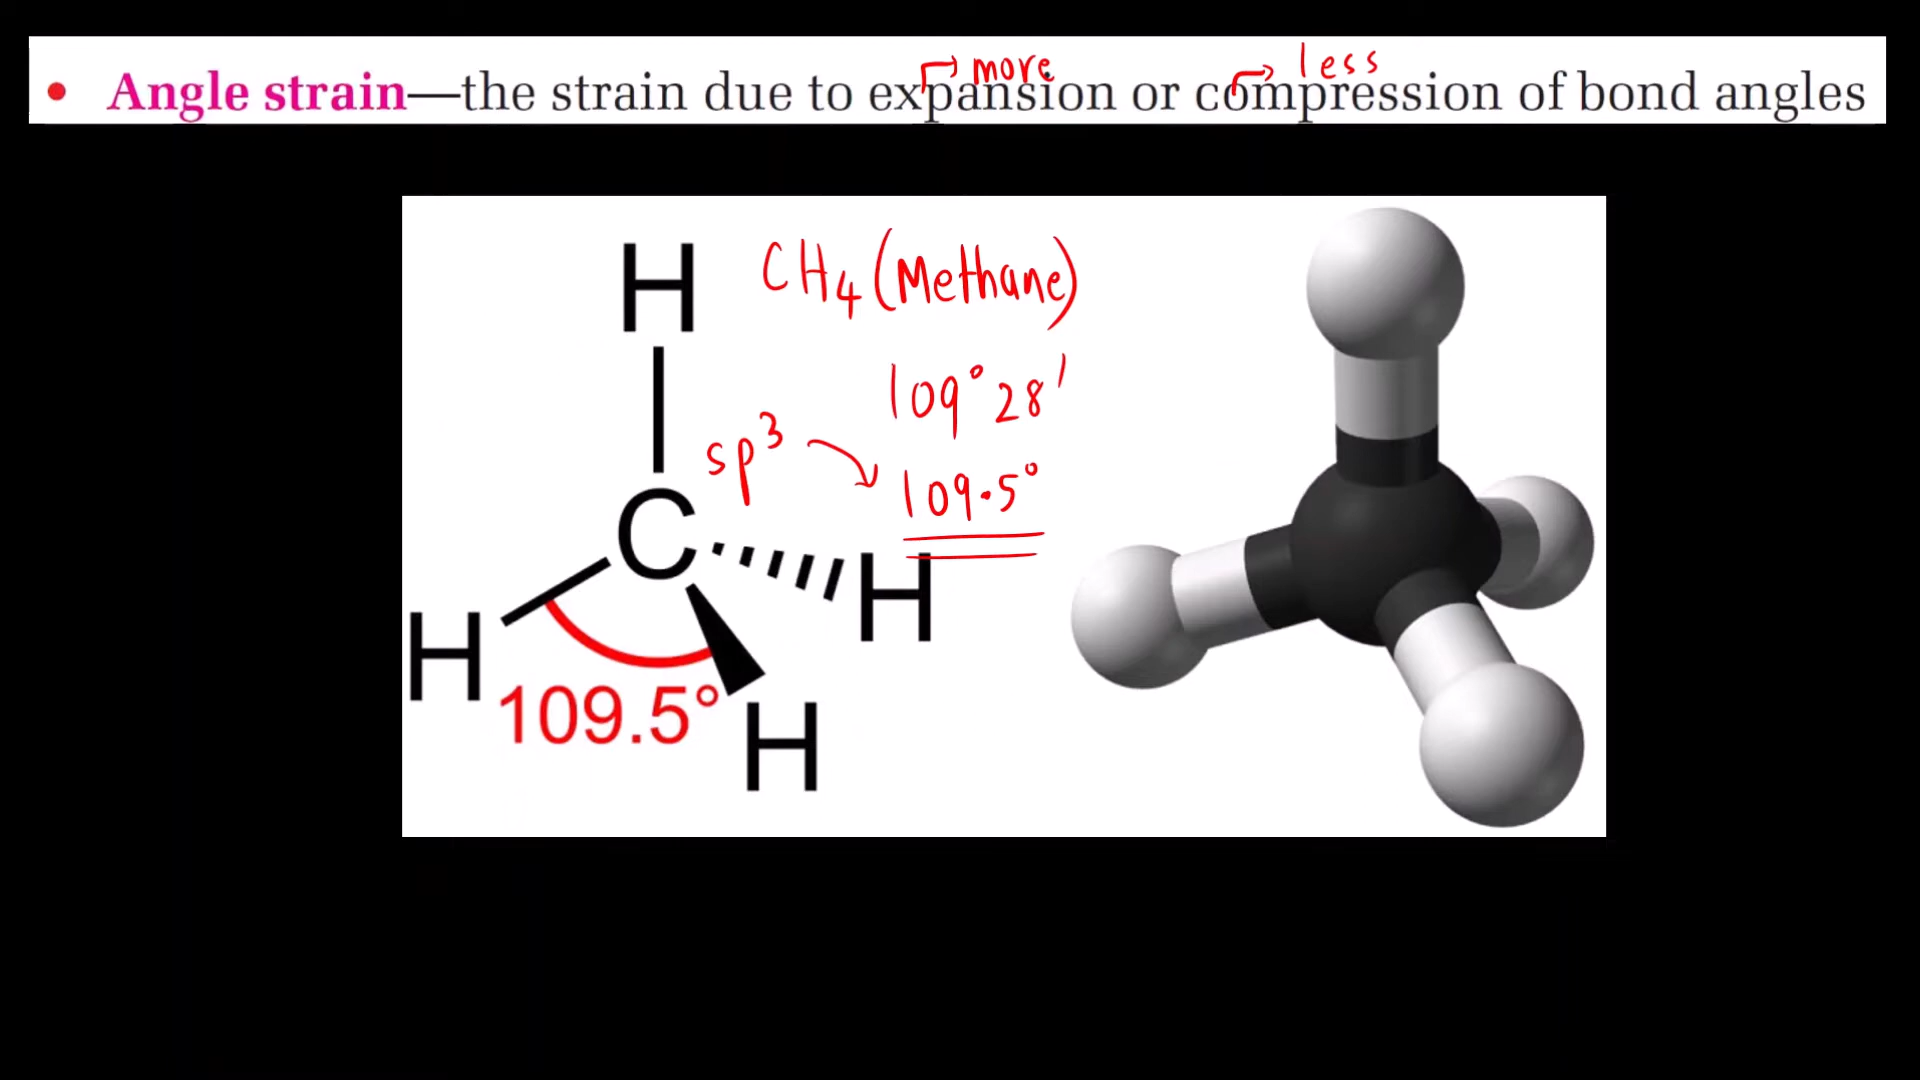 more less
• Angle strain—the strain due to expansion or compression of bond angles
H
CH₄ (Methane)
109° 28'
sp³
109.5°
C
H
H
109.5°
H